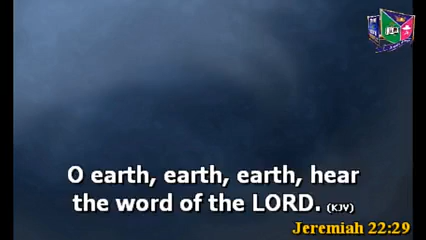 O earth, earth, earth, hear
the word of the LORD. (KJV)
Jeremiah 22:29